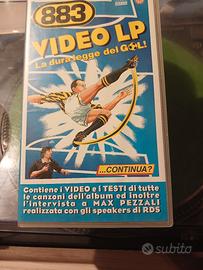 883
VIDEO LP
La dura legge del GOL!
...CONTINUA?
Contiene i VIDEO e i TESTI di tutte
le canzoni dell'album ed inoltre
l'intervista a MAX PEZZALI
realizzata con gli speakers di RDS
subito